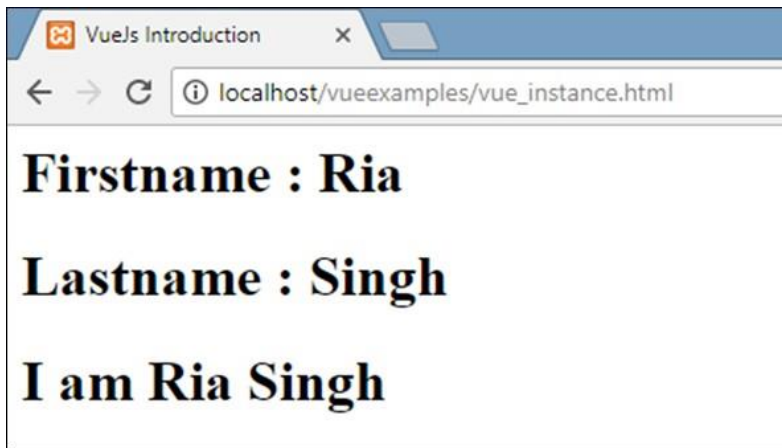 VueJs Introduction
localhost/vueexamples/vue_instance.html
Firstname : Ria
Lastname : Singh
I am Ria Singh